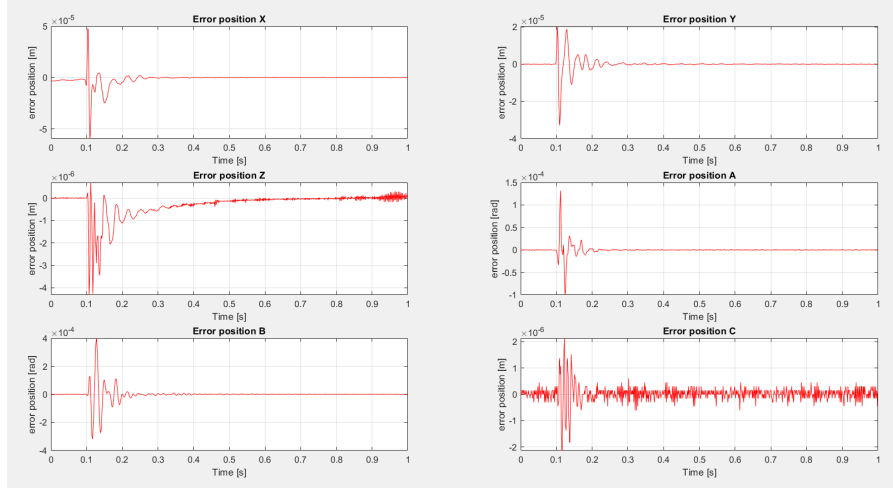 Error position X
×10^-5
5
0
-5
error position [m]
0 0.1 0.2 0.3 0.4 0.5 0.6 0.7 0.8 0.9 1
Time [s]
Error position Y
×10^-5
2
0
-2
-4
error position [m]
0 0.1 0.2 0.3 0.4 0.5 0.6 0.7 0.8 0.9 1
Time [s]
Error position Z
×10^-6
0
-1
-2
-3
-4
error position [m]
0 0.1 0.2 0.3 0.4 0.5 0.6 0.7 0.8 0.9 1
Time [s]
Error position A
×10^-4
1.5
1
0.5
0
-0.5
-1
error position [rad]
0 0.1 0.2 0.3 0.4 0.5 0.6 0.7 0.8 0.9 1
Time [s]
Error position B
×10^-4
4
2
0
-2
-4
error position [rad]
0 0.1 0.2 0.3 0.4 0.5 0.6 0.7 0.8 0.9 1
Time [s]
Error position C
×10^-6
2
1
0
-1
-2
error position [m]
0 0.1 0.2 0.3 0.4 0.5 0.6 0.7 0.8 0.9 1
Time [s]